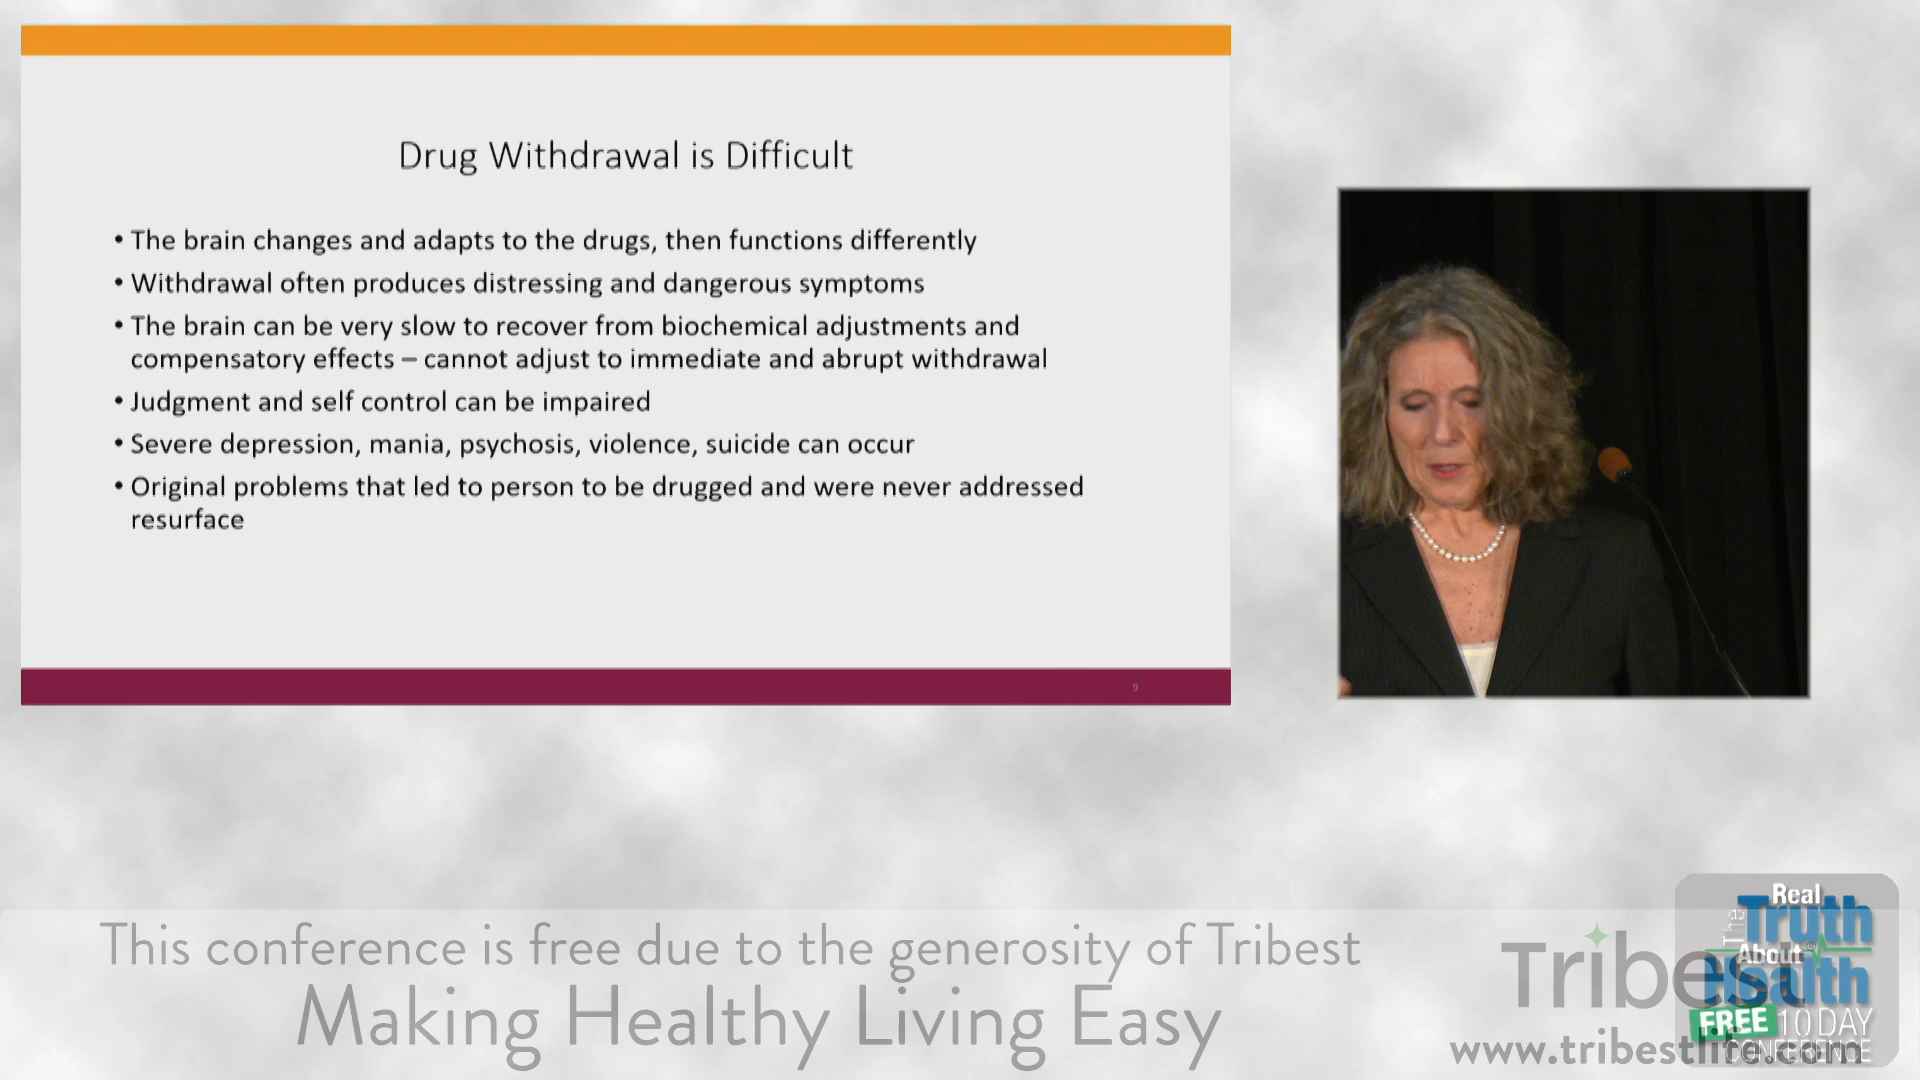 Drug Withdrawal is Difficult
• The brain changes and adapts to the drugs, then functions differently
• Withdrawal often produces distressing and dangerous symptoms
• The brain can be very slow to recover from biochemical adjustments and
compensatory effects – cannot adjust to immediate and abrupt withdrawal
• Judgment and self control can be impaired
• Severe depression, mania, psychosis, violence, suicide can occur
• Original problems that led to person to be drugged and were never addressed
resurface
9
This conference is free due to the generosity of Tribest
Making Healthy Living Easy
Tribest
www.tribestlife.com
The Real
Truth
About
Health
FREE 10 DAY
CONFERENCE